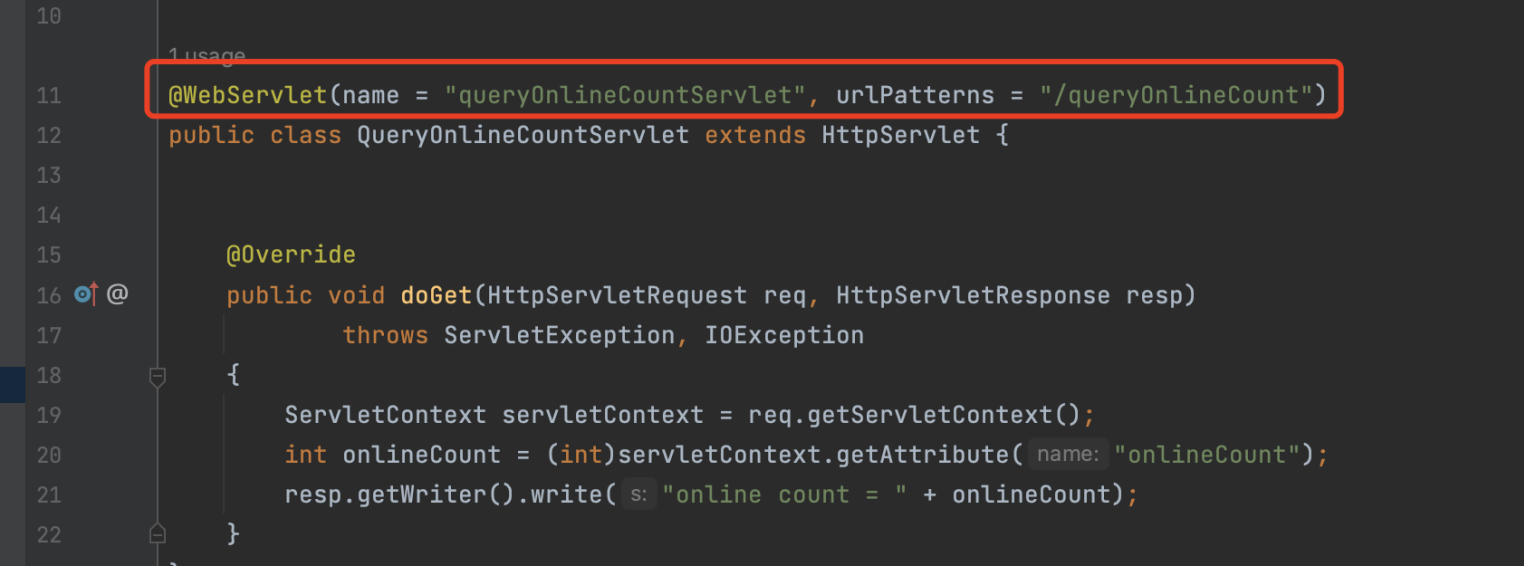 10
1 usage
11 @WebServlet(name = "queryOnlineCountServlet", urlPatterns = "/queryOnlineCount")
12 public class QueryOnlineCountServlet extends HttpServlet {
13
14
15 @Override
16 @ public void doGet(HttpServletRequest req, HttpServletResponse resp)
17 throws ServletException, IOException
18 {
19 ServletContext servletContext = req.getServletContext();
20 int onlineCount = (int)servletContext.getAttribute( name: "onlineCount");
21 resp.getWriter().write( s: "online count = " + onlineCount);
22 }